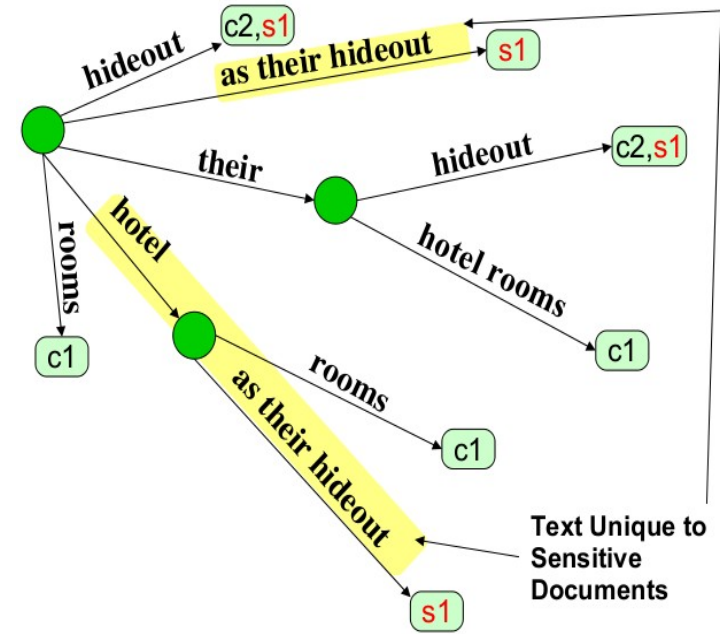 hideout
c2,s1
as their hideout
s1
their
hideout
c2,s1
hotel
rooms
hotel rooms
c1
c1
rooms
c1
as their hideout
s1
Text Unique to
Sensitive
Documents